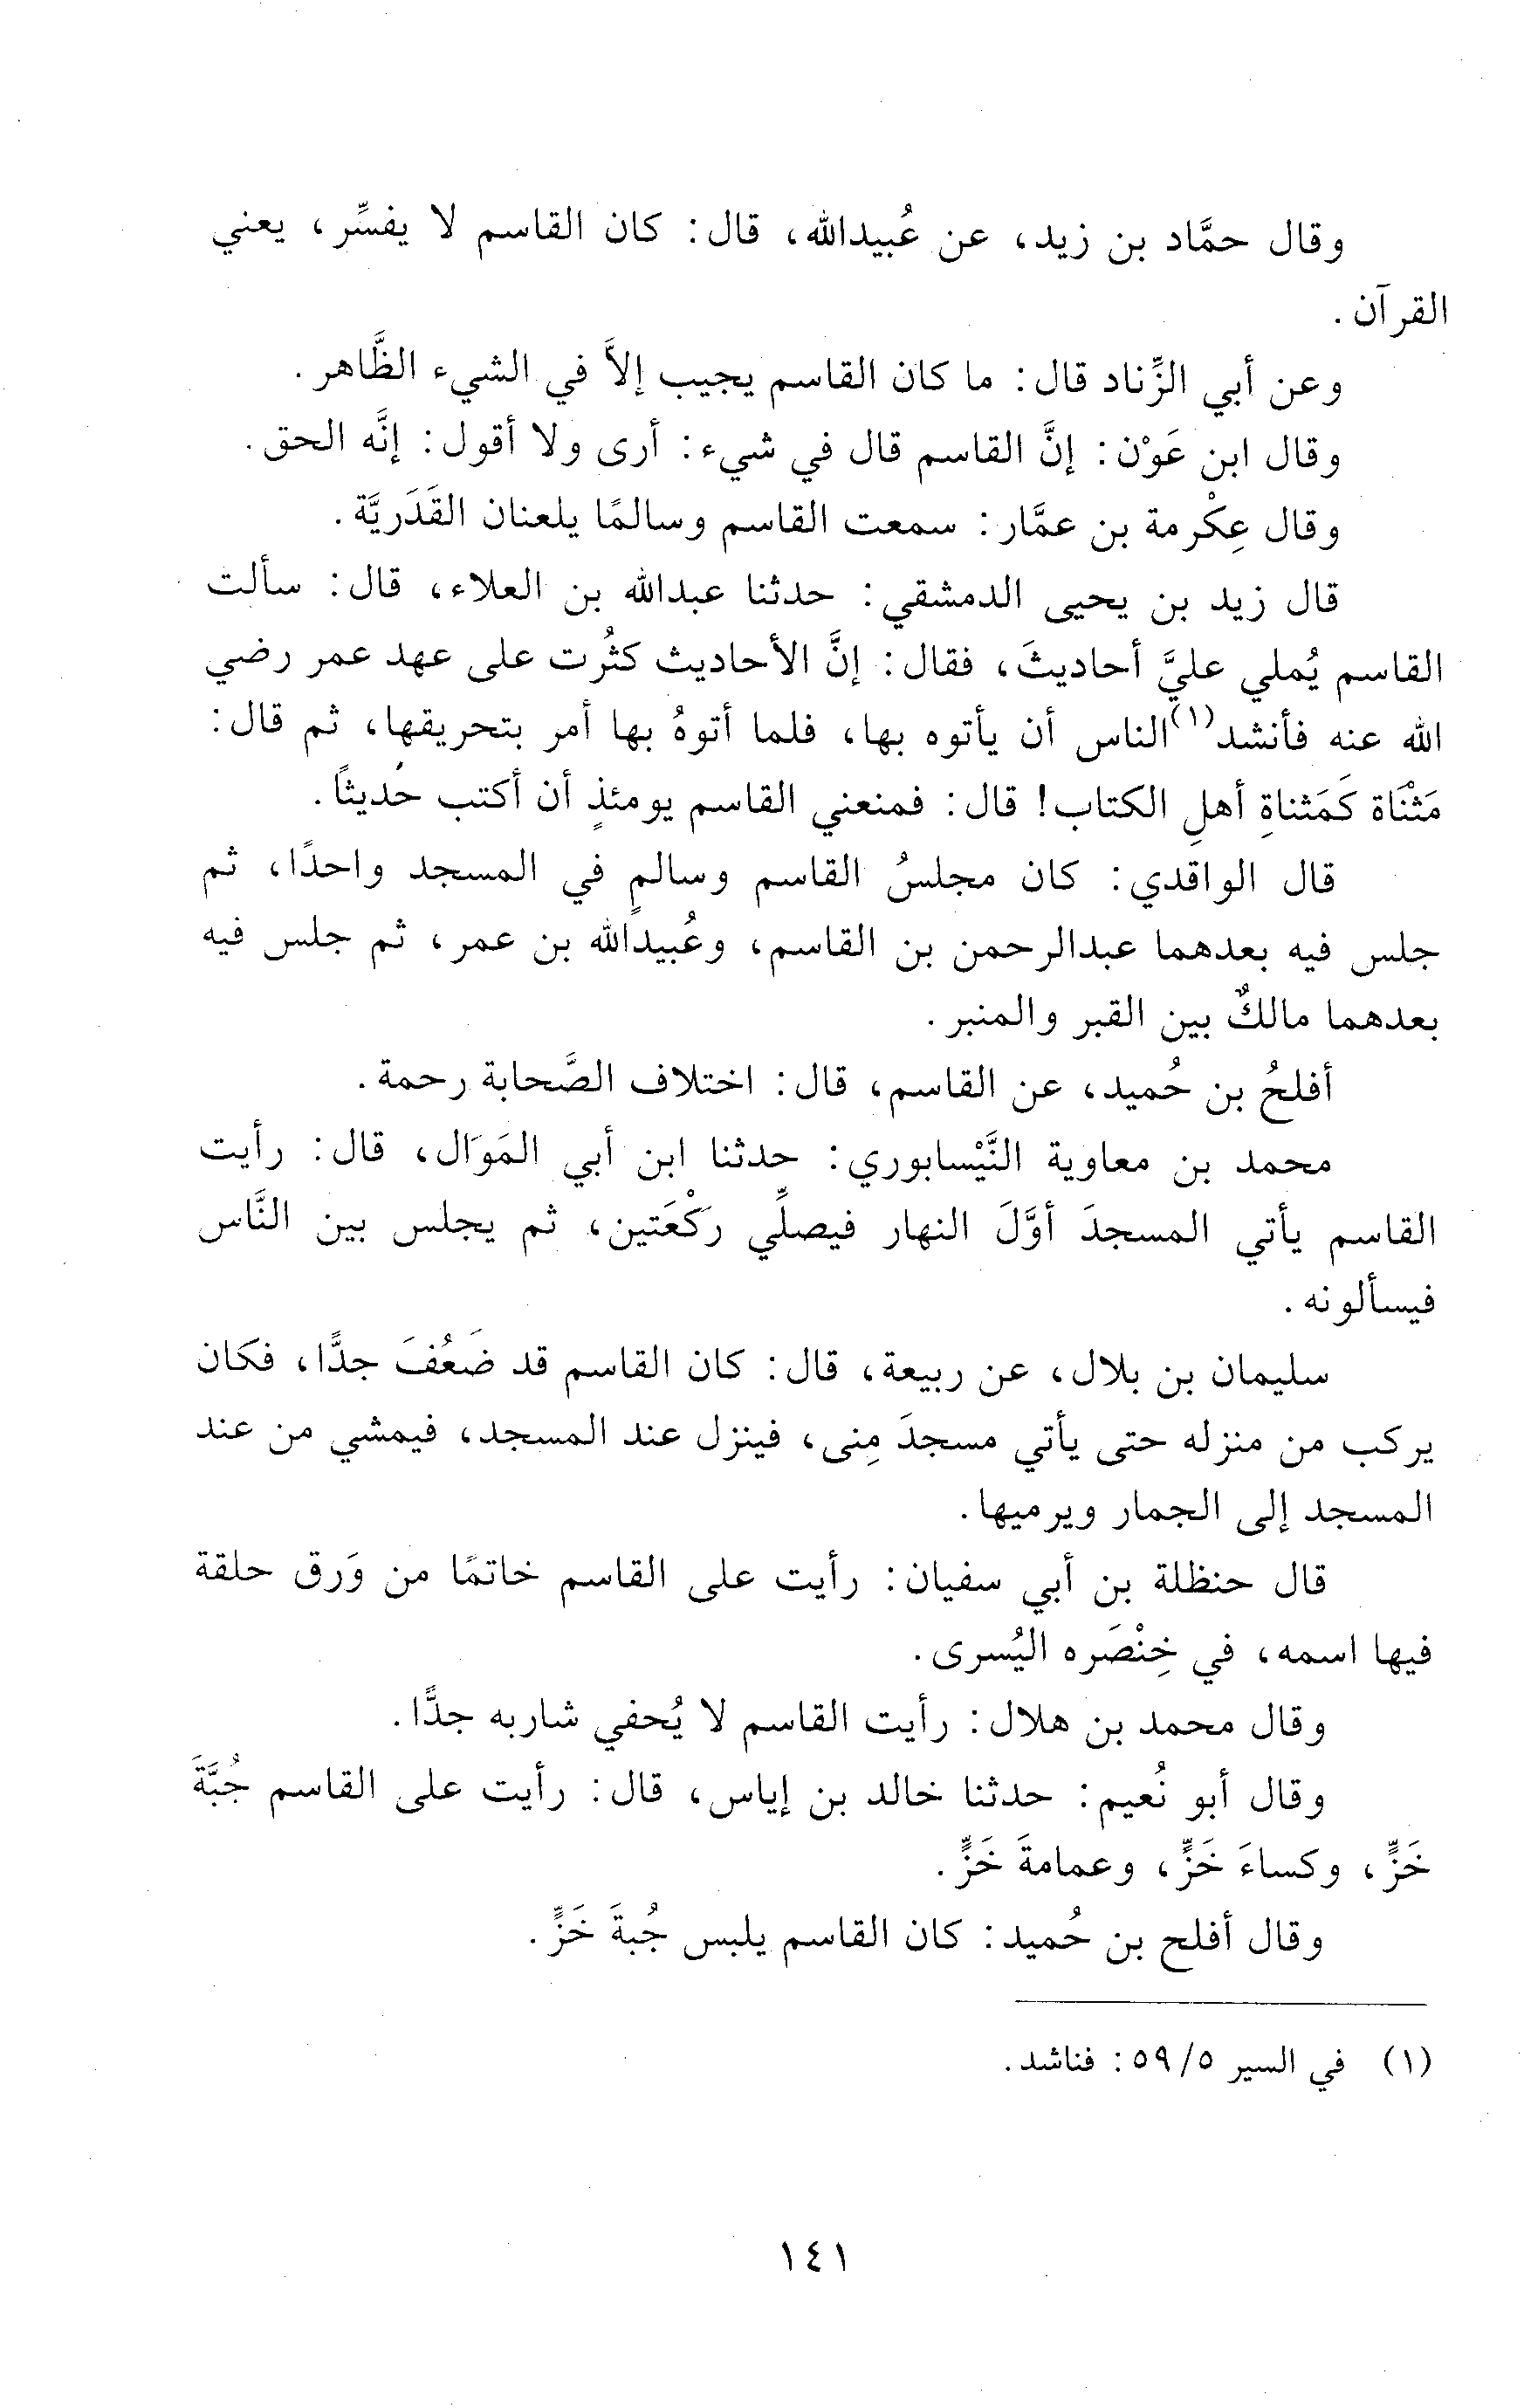 وقال حمَّاد بن زيد، عن عُبيدالله، قال: كان القاسم لا يفسِّر، يعني
القرآن.
وعن أبي الزِّناد قال: ما كان القاسم يجيب إلاَّ في الشيء الظَّاهر.
وقال ابن عَوْن: إنَّ القاسم قال في شيء: أرى ولا أقول: إنَّه الحق.
وقال عِكْرمة بن عمَّار: سمعت القاسم وسالمًا يلعنان القَدَريَّة.
قال زيد بن يحيى الدمشقي: حدثنا عبدالله بن العلاء، قال: سألت
القاسم يُملي عليَّ أحاديثَ، فقال: إنَّ الأحاديث كثُرت على عهد عمر رضي
الله عنه فأنشد(١) الناس أن يأتوه بها، فلما أتوهُ بها أمر بتحريقها، ثم قال:
مَثْنَاة كَمَثناةِ أهلِ الكتاب! قال: فمنعني القاسم يومئذٍ أن أكتب حُديثًا.
قال الواقدي: كان مجلسُ القاسم وسالمٍ في المسجد واحدًا، ثم
جلس فيه بعدهما عبدالرحمن بن القاسم، وعُبيدالله بن عمر، ثم جلس فيه
بعدهما مالكٌ بين القبر والمنبر.
أفلحُ بن حُميد، عن القاسم، قال: اختلاف الصَّحابة رحمة.
محمد بن معاوية النَّيْسابوري: حدثنا ابن أبي المَوَال، قال: رأيت
القاسم يأتي المسجدَ أوَّلَ النهار فيصلِّي رَكْعَتين، ثم يجلس بين النَّاس
فيسألونه.
سليمان بن بلال، عن ربيعة، قال: كان القاسم قد ضَعُفَ جدًّا، فكان
يركب من منزله حتى يأتي مسجدَ مِنى، فينزل عند المسجد، فيمشي من عند
المسجد إلى الجمار ويرميها.
قال حنظلة بن أبي سفيان: رأيت على القاسم خاتمًا من وَرق حلقة
فيها اسمه، في خِنْصَره اليُسرى.
وقال محمد بن هلال: رأيت القاسم لا يُحفي شاربه جدًّا.
وقال أبو نُعيم: حدثنا خالد بن إياس، قال: رأيت على القاسم جُبَّةَ
خَزٍّ، وكساءَ خَزٍّ، وعمامةَ خَزٍّ.
وقال أفلح بن حُميد: كان القاسم يلبس جُبةَ خَزٍّ.
(١) في السير ٥/ ٥٩: فناشد.
١٤١